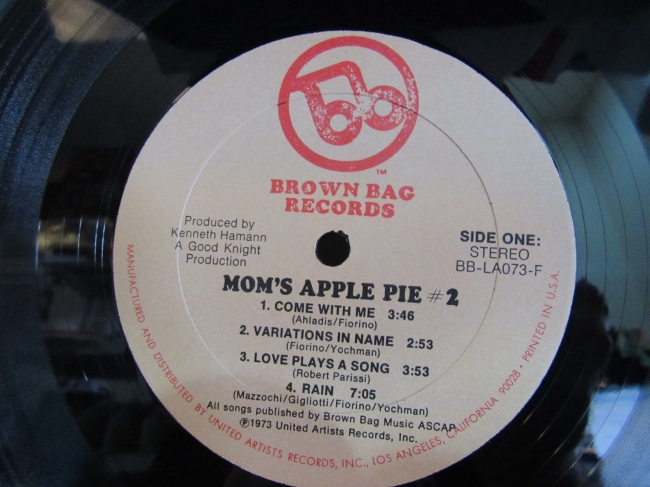 TM
BROWN BAG
RECORDS
Produced by
Kenneth Hamann
A Good Knight
Production
SIDE ONE:
STEREO
BB-LA073-F
MOM'S APPLE PIE #2
1. COME WITH ME 3:46
(Ahladis/Fiorino)
2. VARIATIONS IN NAME 2:53
(Fiorino/Yochman)
3. LOVE PLAYS A SONG 3:53
(Robert Parissi)
4. RAIN 7:05
(Mazzochi/Gigliotti/Fiorino/Yochman)
All songs published by Brown Bag Music ASCAP
℗1973 United Artists Records, Inc.
MANUFACTURED AND DISTRIBUTED BY UNITED ARTISTS RECORDS, INC., LOS ANGELES, CALIFORNIA 90028 • PRINTED IN U.S.A.